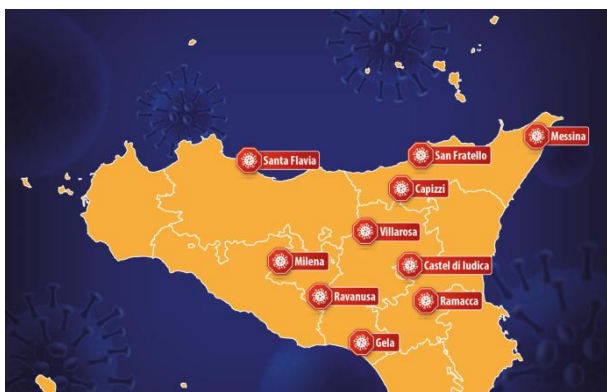 Messina
San Fratello
Santa Flavia
Capizzi
Villarosa
Milena
Castel di Iudica
Ravanusa
Ramacca
Gela